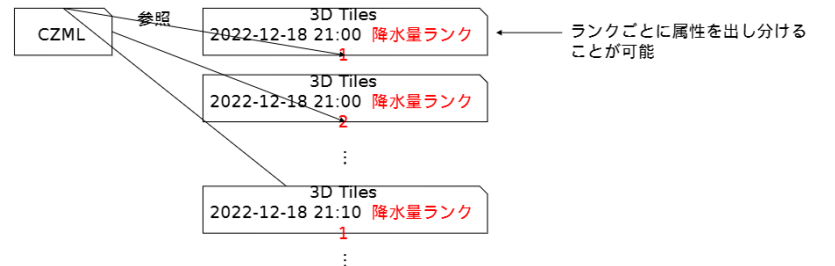 CZML
参照
3D Tiles
2022-12-18 21:00 降水量ランク
1
ランクごとに属性を出し分ける
ことが可能
3D Tiles
2022-12-18 21:00 降水量ランク
2
⋮
3D Tiles
2022-12-18 21:10 降水量ランク
1
⋮